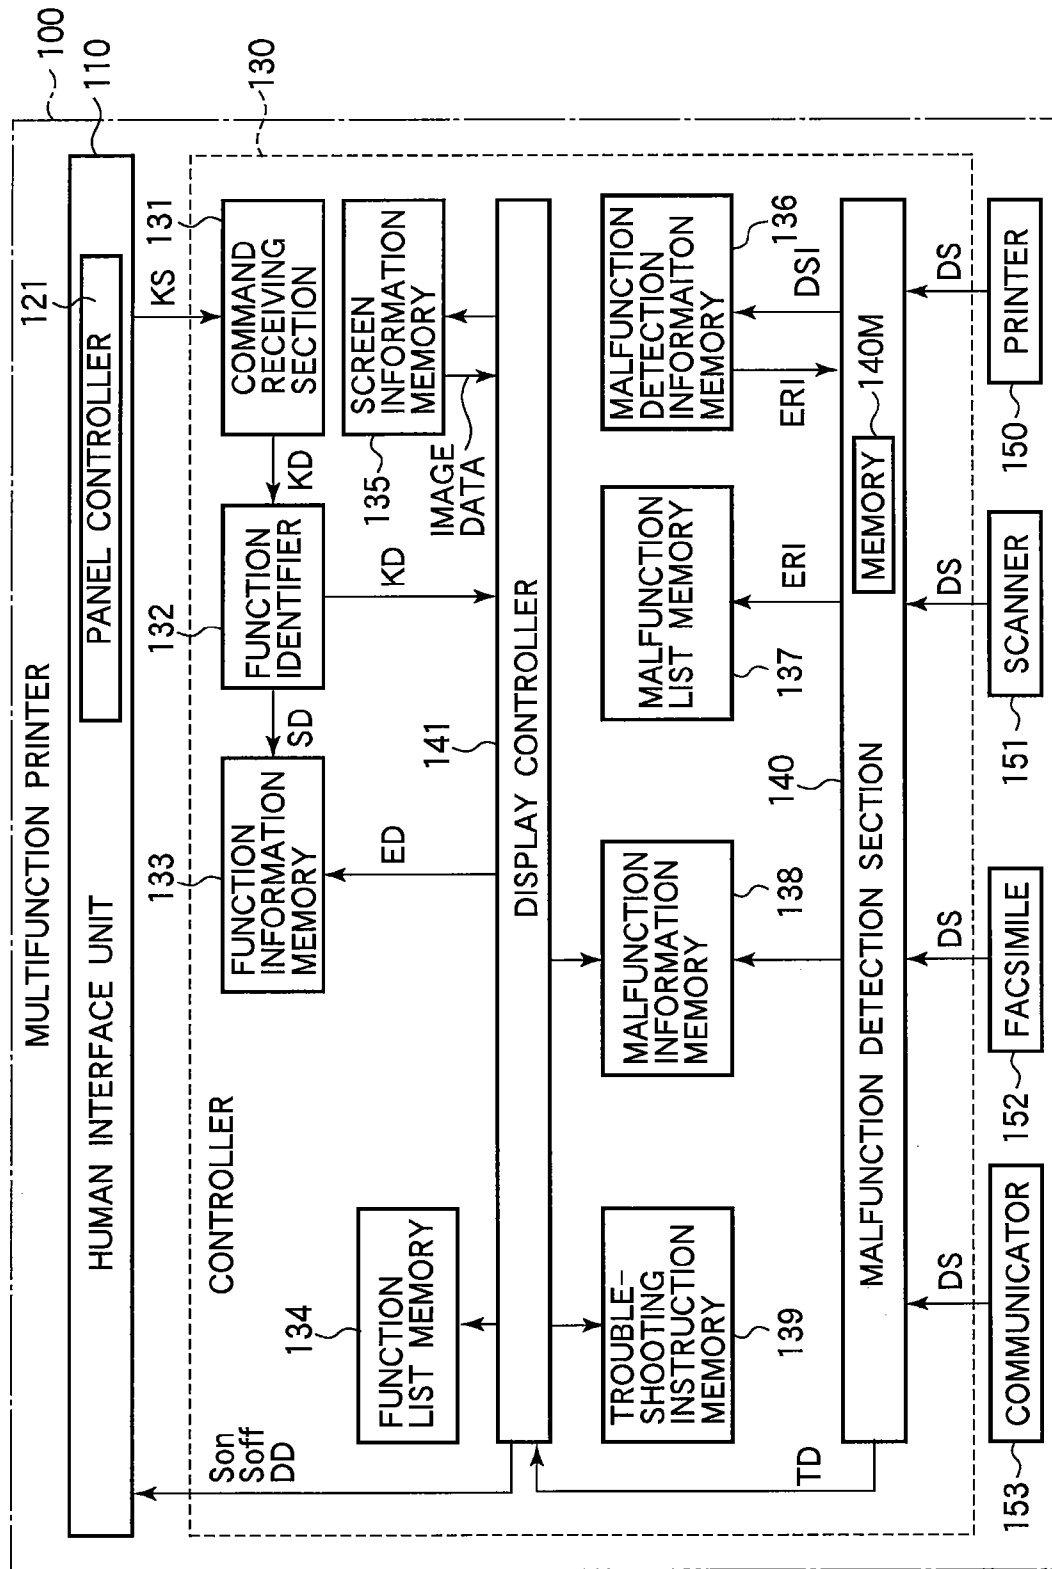 MULTIFUNCTION PRINTER
100
HUMAN INTERFACE UNIT
110
PANEL CONTROLLER
121
130
CONTROLLER
Son
Soff
DD
KS
131
COMMAND
RECEIVING
SECTION
KD
132
FUNCTION
IDENTIFIER
KD
SD
133
FUNCTION
INFORMATION
MEMORY
ED
134
FUNCTION
LIST MEMORY
SCREEN
INFORMATION
MEMORY
135
IMAGE
DATA
141
DISPLAY CONTROLLER
TROUBLE-
SHOOTING
INSTRUCTION
MEMORY
139
MALFUNCTION
INFORMATION
MEMORY
138
MALFUNCTION
LIST MEMORY
137
MALFUNCTION
DETECTION
INFORMAITON
MEMORY
136
TD
ERI
ERI
DSI
140
MALFUNCTION DETECTION SECTION
MEMORY
140M
DS
DS
DS
DS
COMMUNICATOR
153
FACSIMILE
152
SCANNER
151
PRINTER
150